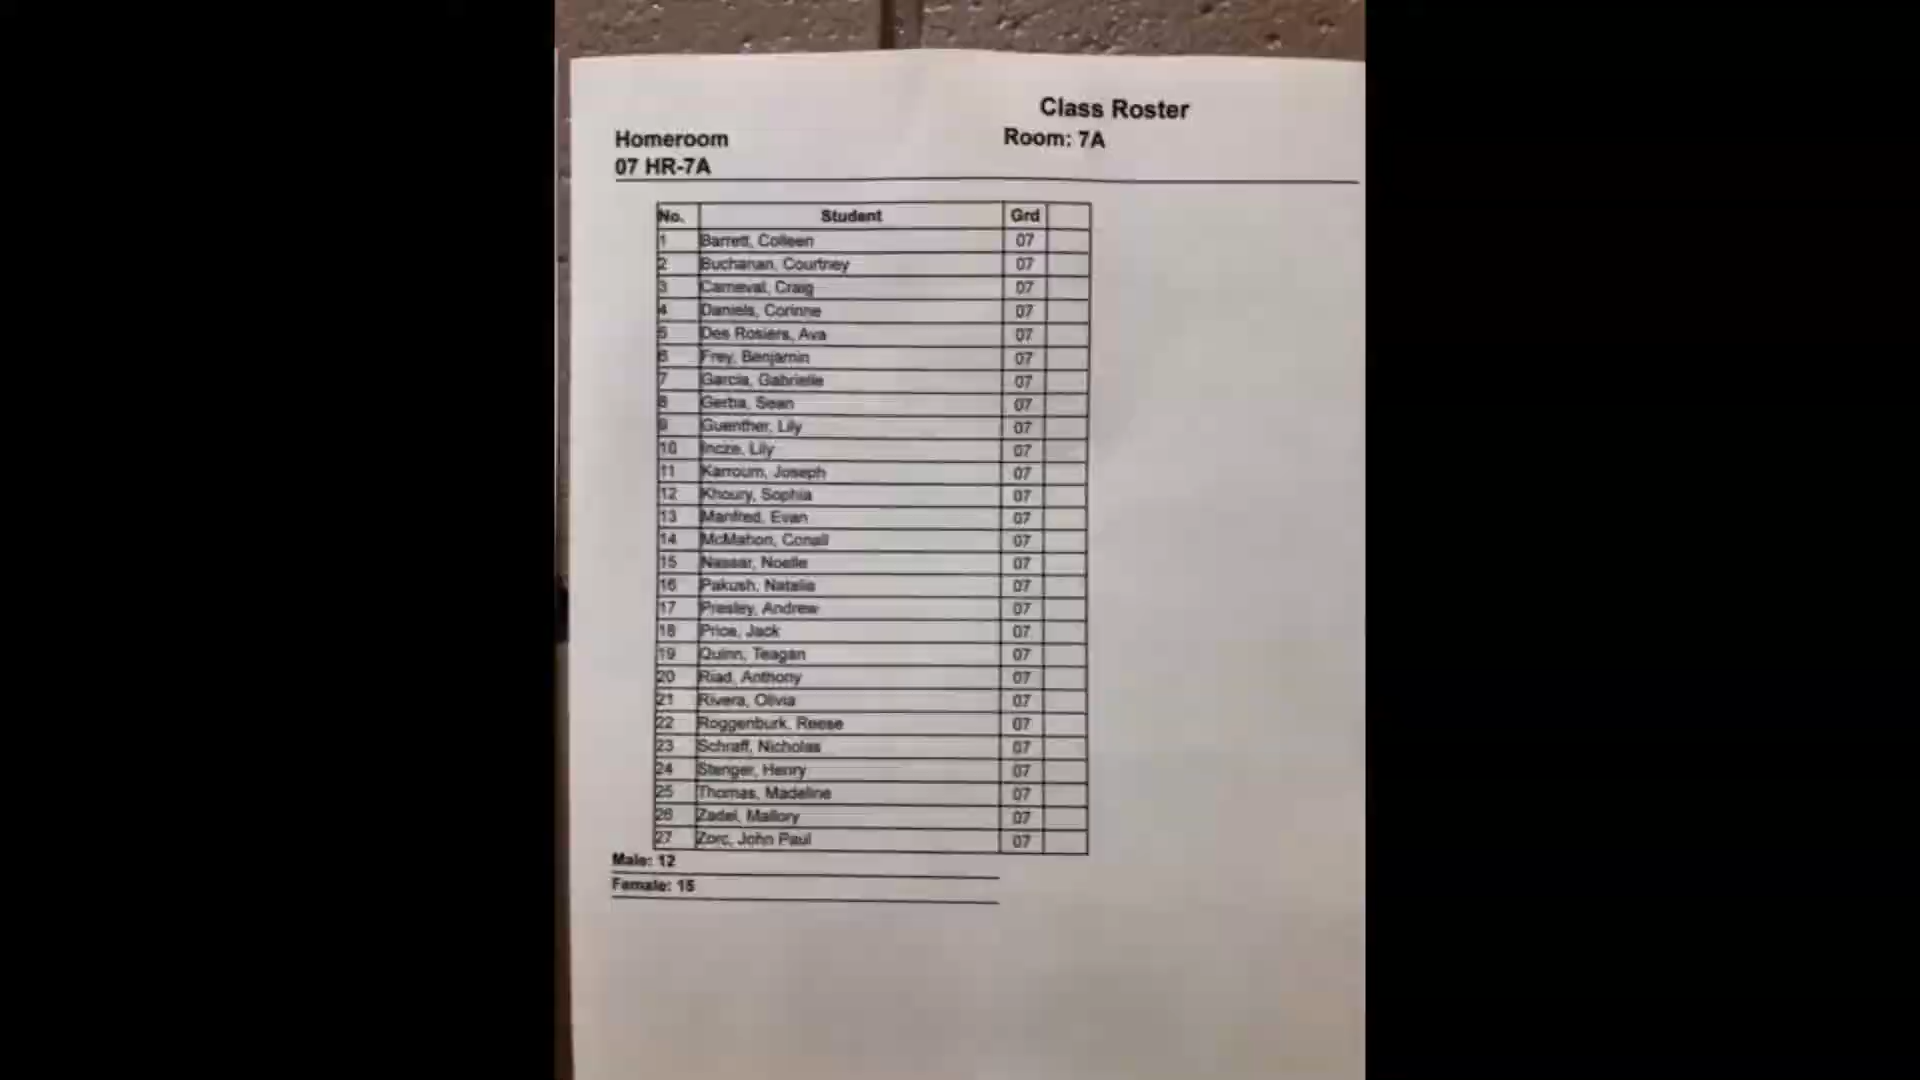 Class Roster
Homeroom Room: 7A
07 HR-7A
No. Student Grd
1 Barrett, Colleen 07
2 Buchanan, Courtney 07
3 Carneval, Craig 07
4 Daniels, Corinne 07
5 Des Rosiers, Ava 07
6 Frey, Benjamin 07
7 Garcia, Gabrielle 07
8 Gerba, Sean 07
9 Guenther, Lily 07
10 Incze, Lily 07
11 Karroum, Joseph 07
12 Khoury, Sophia 07
13 Manfred, Evan 07
14 McMahon, Conall 07
15 Nassar, Noelle 07
16 Pakush, Natalie 07
17 Presley, Andrew 07
18 Price, Jack 07
19 Quinn, Teagan 07
20 Riad, Anthony 07
21 Rivera, Olivia 07
22 Roggenburk, Reese 07
23 Schraff, Nicholas 07
24 Stenger, Henry 07
25 Thomas, Madeline 07
26 Zadel, Mallory 07
27 Zorc, John Paul 07
Male: 12
Female: 15